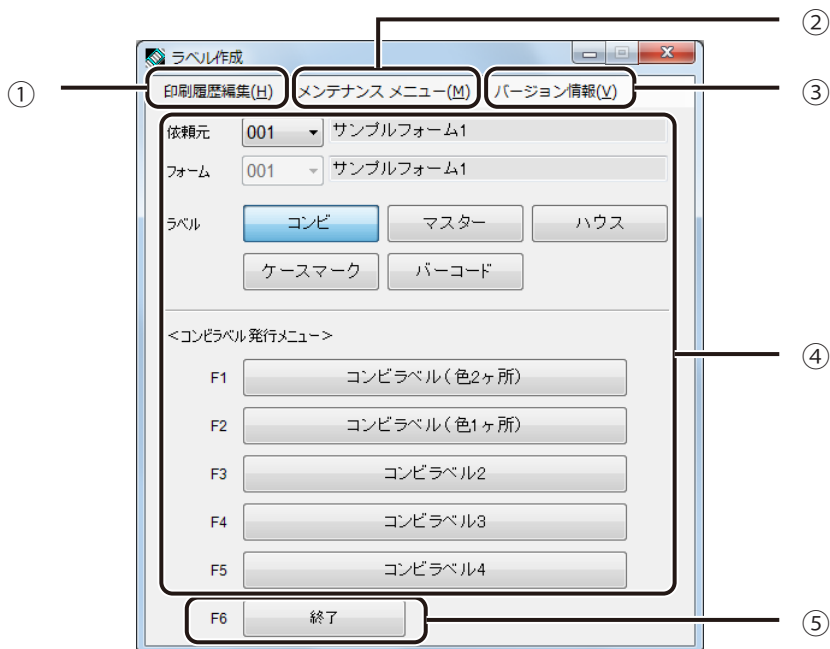 ②
ラベル作成
① 印刷履歴編集(H) メンテナンス メニュー(M) バージョン情報(V) ③
依頼元 001 サンプルフォーム1
フォーム 001 サンプルフォーム1
ラベル コンビ マスター ハウス
ケースマーク バーコード
<コンビラベル 発行メニュー>
④
F1 コンビラベル(色2ヶ所)
F2 コンビラベル(色1ヶ所)
F3 コンビラベル2
F4 コンビラベル3
F5 コンビラベル4
F6 終了 ⑤